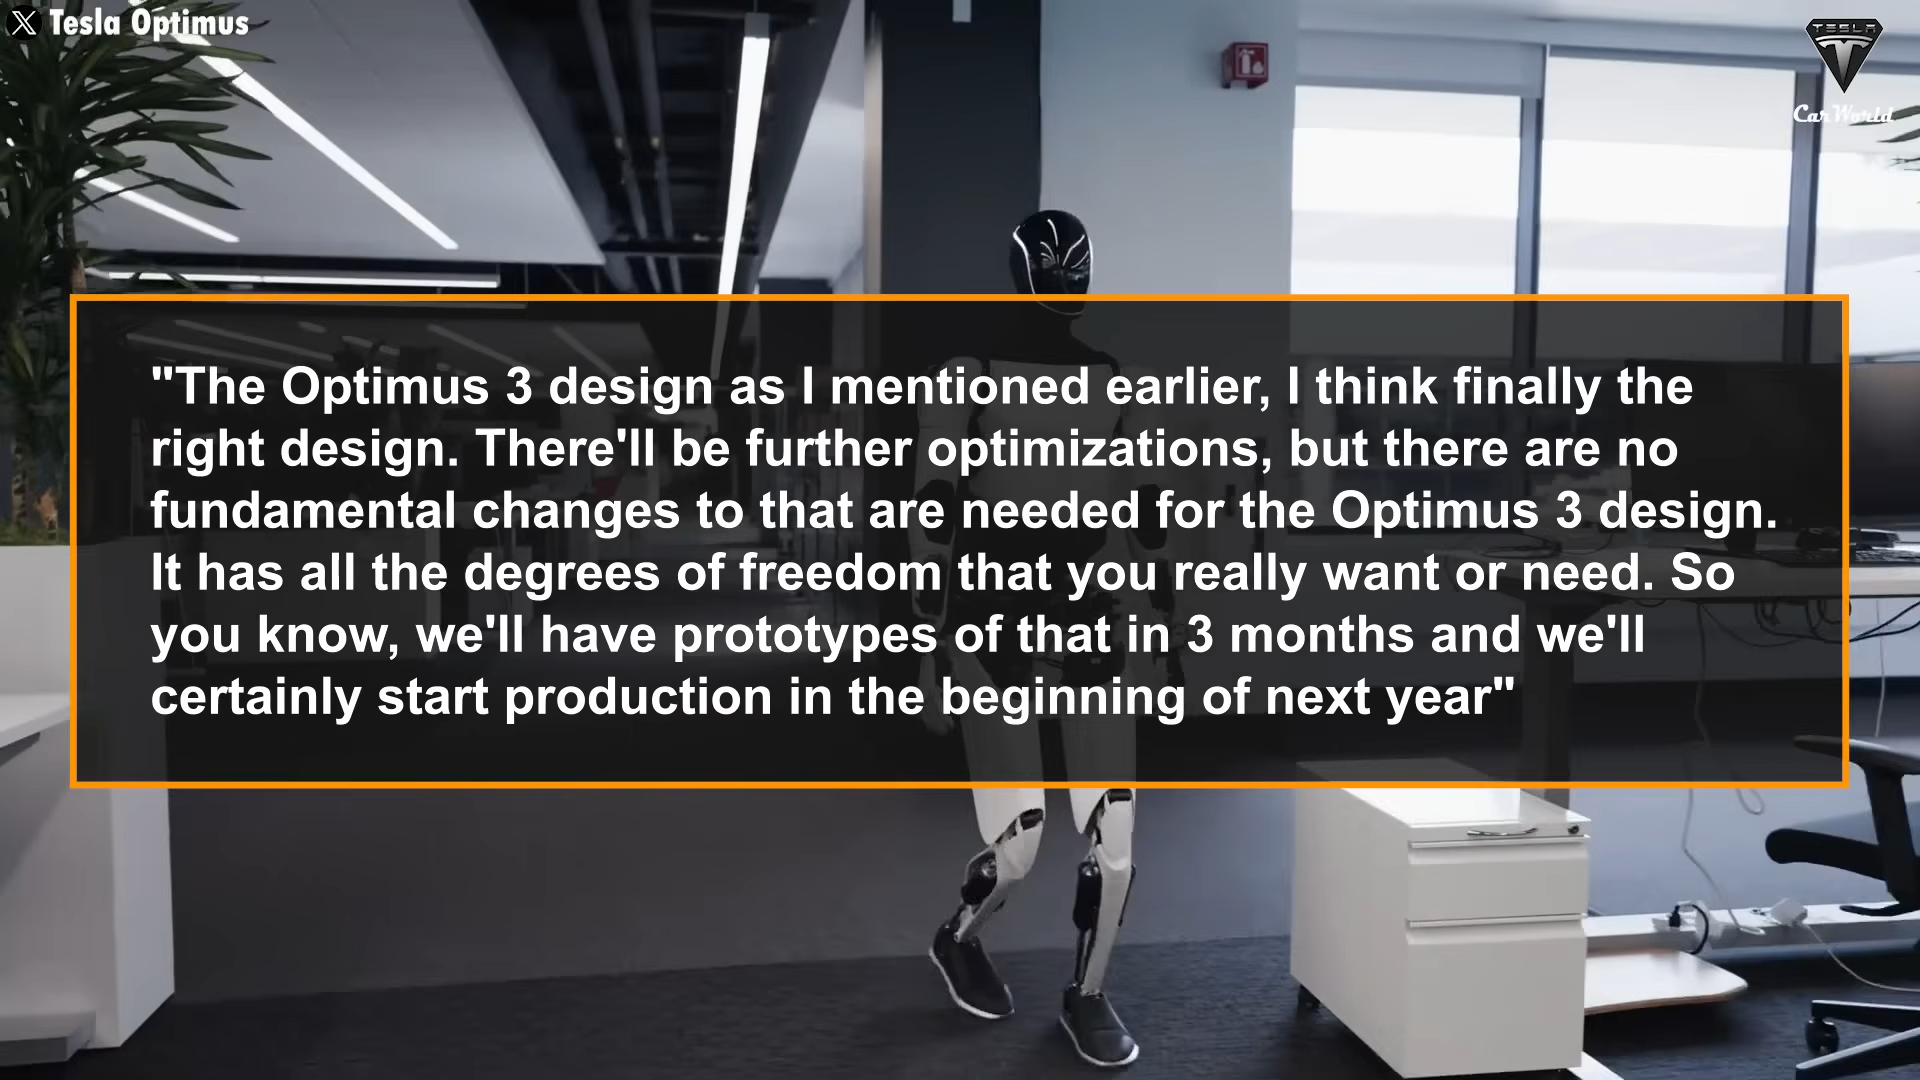 X Tesla Optimus
TESLA
CarWorld
"The Optimus 3 design as I mentioned earlier, I think finally the
right design. There'll be further optimizations, but there are no
fundamental changes to that are needed for the Optimus 3 design.
It has all the degrees of freedom that you really want or need. So
you know, we'll have prototypes of that in 3 months and we'll
certainly start production in the beginning of next year"